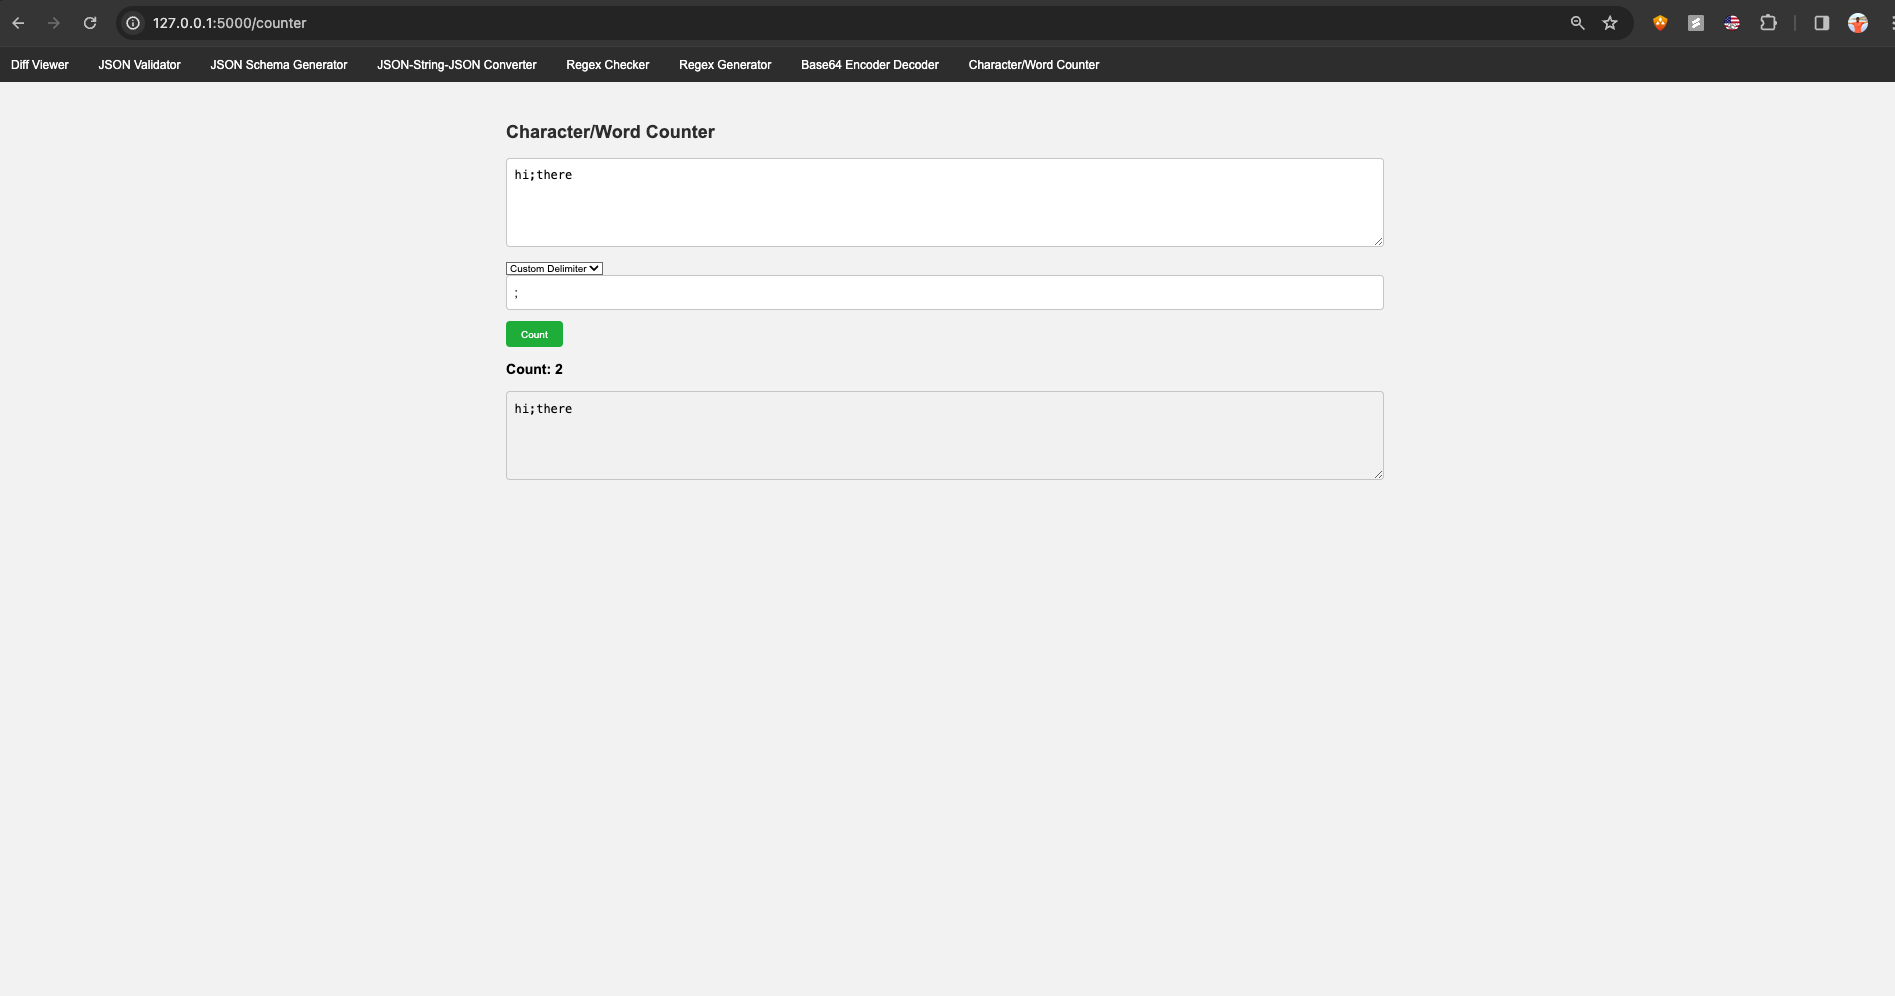 127.0.0.1:5000/counter
Diff Viewer JSON Validator JSON Schema Generator JSON-String-JSON Converter Regex Checker Regex Generator Base64 Encoder Decoder Character/Word Counter
Character/Word Counter
hi;there
Custom Delimiter
;
Count
Count: 2
hi;there